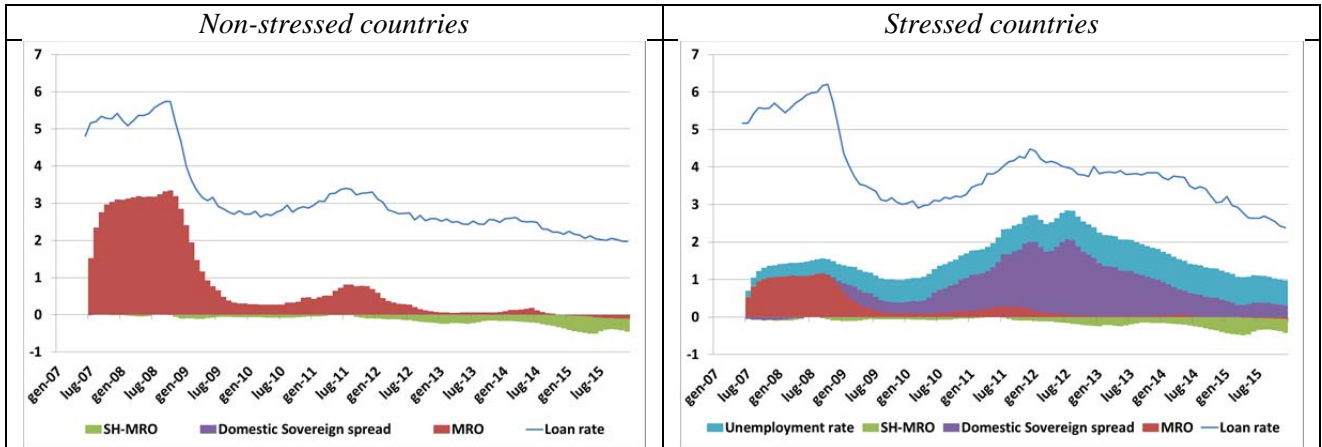 Non-stressed countries
7
6
5
4
3
2
1
0
-1
gen-07
lug-07
gen-08
lug-08
gen-09
lug-09
gen-10
lug-10
gen-11
lug-11
gen-12
lug-12
gen-13
lug-13
gen-14
lug-14
gen-15
lug-15
SH-MRO Domestic Sovereign spread MRO Loan rate
Stressed countries
7
6
5
4
3
2
1
0
-1
gen-07
lug-07
gen-08
lug-08
gen-09
lug-09
gen-10
lug-10
gen-11
lug-11
gen-12
lug-12
gen-13
lug-13
gen-14
lug-14
gen-15
lug-15
Unemployment rate SH-MRO Domestic Sovereign spread MRO Loan rate